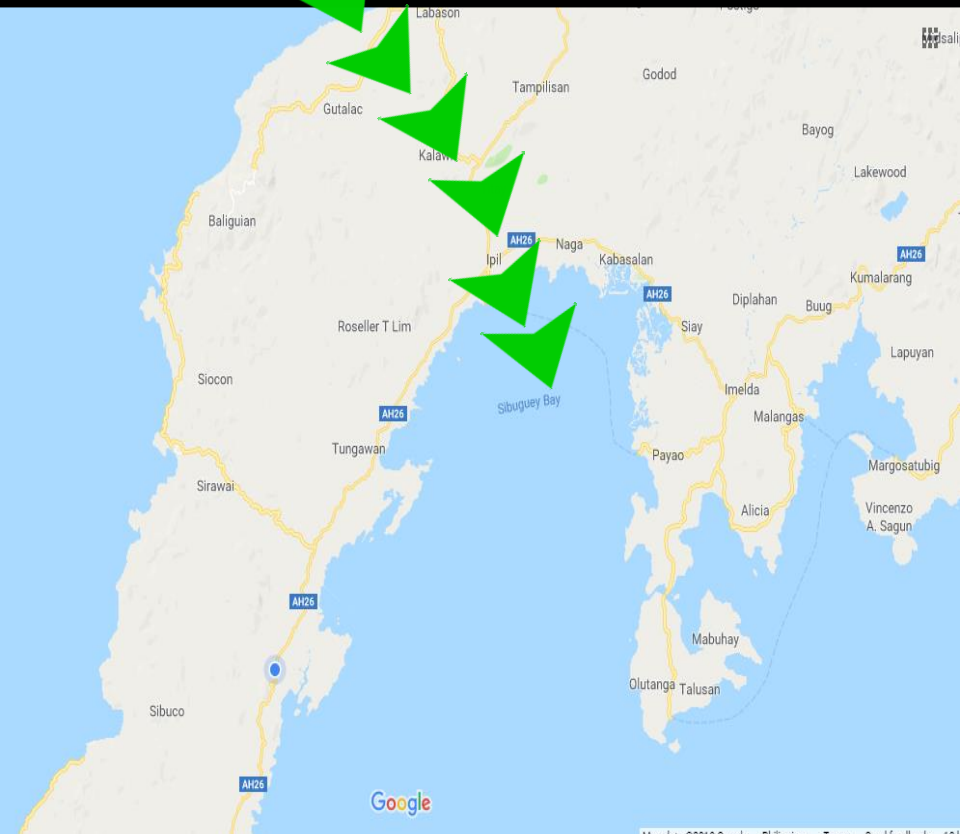 Labason
Tampilisan
Godod
Gutalac
Bayog
Lakewood
Baliguian
AH26
Naga
AH26
Ipil
Kabasalan
Kumalarang
AH26
Diplahan
Buug
Roseller T Lim
Siay
Lapuyan
Siocon
Imelda
Sibuguey Bay
AH26
Malangas
Tungawan
Payao
Margosatubig
Sirawai
Alicia
Vincenzo
A. Sagun
AH26
Mabuhay
Olutanga
Talusan
Sibuco
AH26
Google